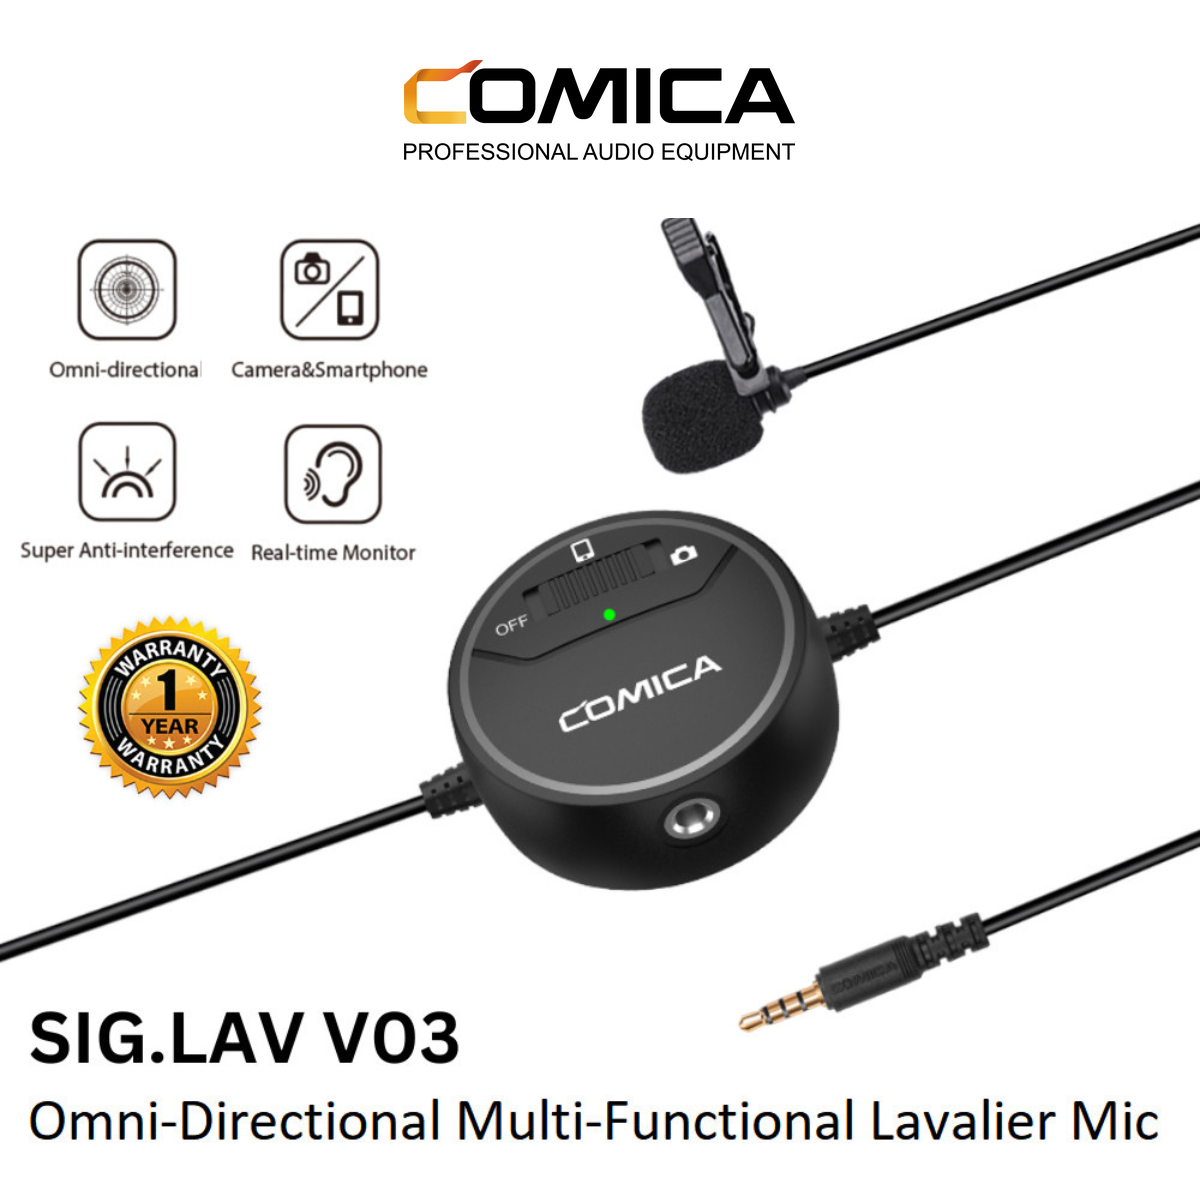 COMICA
PROFESSIONAL AUDIO EQUIPMENT
Omni-directional
Camera&Smartphone
Super Anti-interference
Real-time Monitor
OFF
COMICA
WARRANTY
1
YEAR
WARRANTY
COMICA
SIG.LAV V03
Omni-Directional Multi-Functional Lavalier Mic